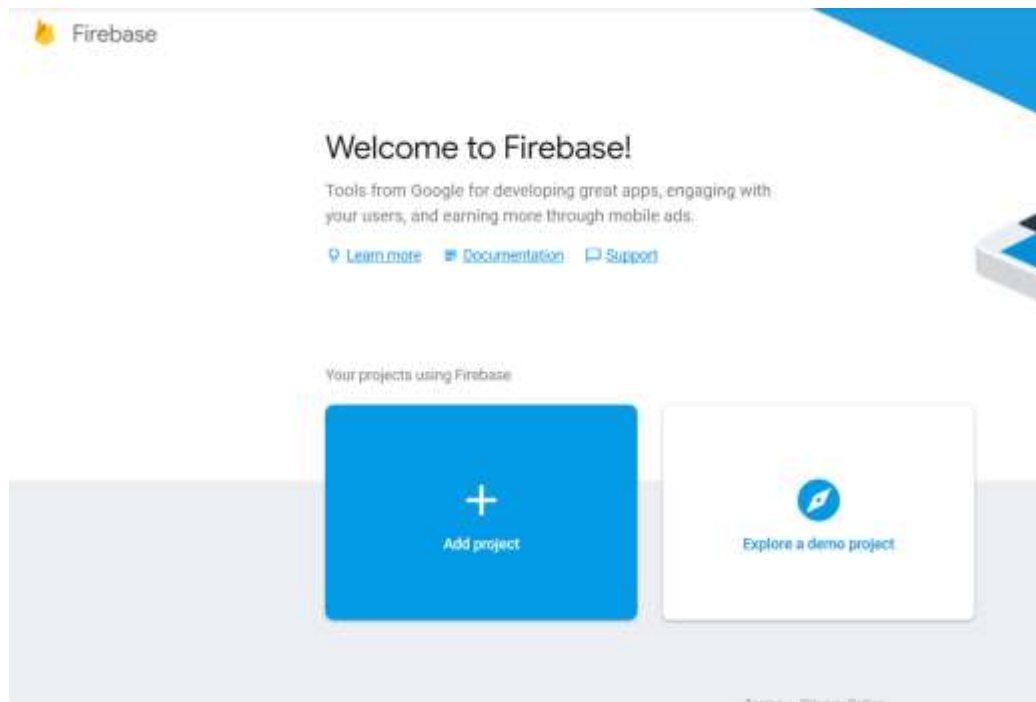 Firebase
Welcome to Firebase!
Tools from Google for developing great apps, engaging with
your users, and earning more through mobile ads.
Learn more Documentation Support
Your projects using Firebase
Add project
Explore a demo project